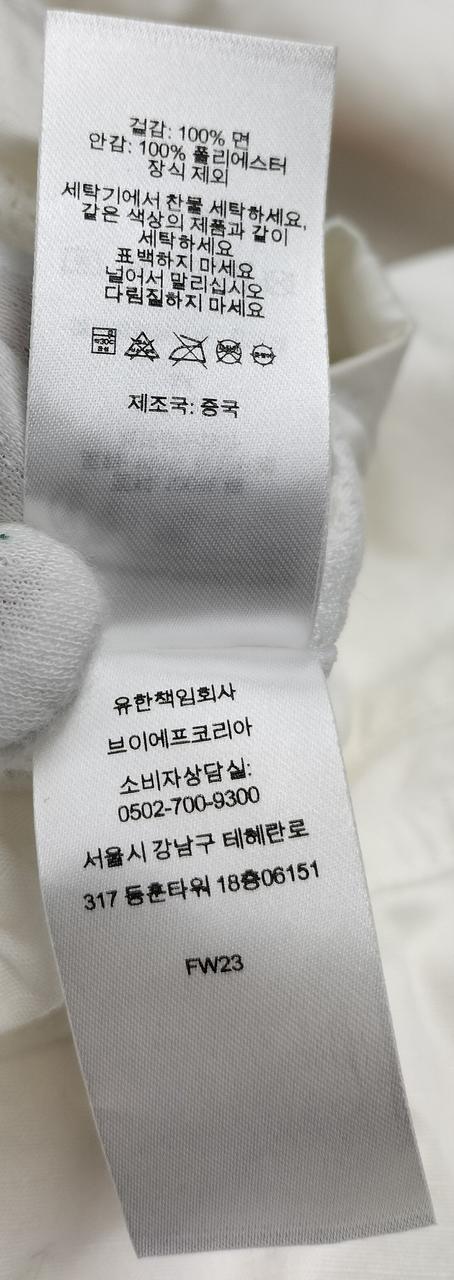 겉감: 100% 면
안감: 100% 폴리에스터
장식 제외
세탁기에서 찬물 세탁하세요,
같은 색상의 제품과 같이
세탁하세요
표백하지 마세요
널어서 말리십시오
다림질하지 마세요
제조국: 중국
유한책임회사
브이에프코리아
소비자상담실:
0502-700-9300
서울시 강남구 테헤란로
317 동훈타워 18층06151
FW23